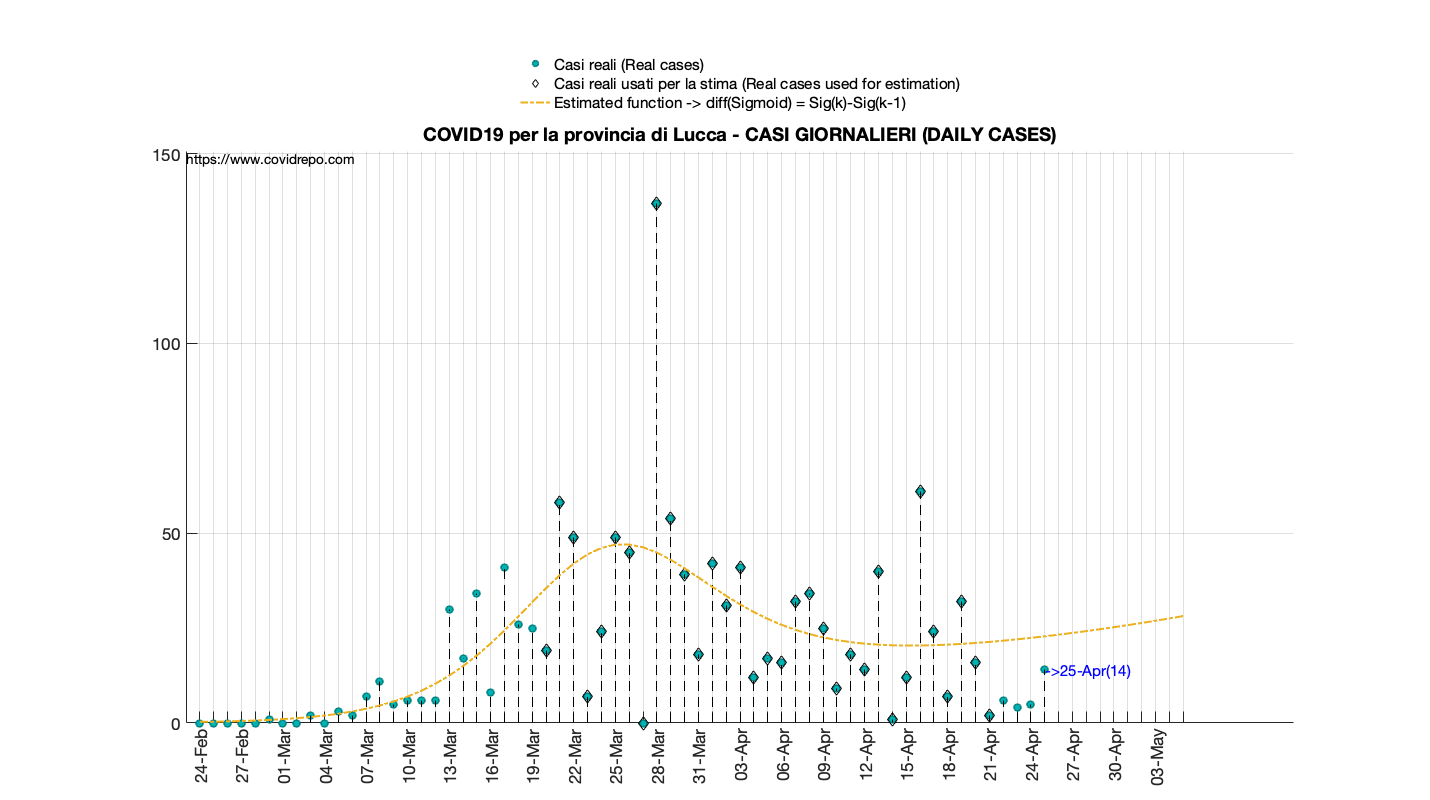 Casi reali (Real cases)
Casi reali usati per la stima (Real cases used for estimation)
Estimated function -> diff(Sigmoid) = Sig(k)-Sig(k-1)
COVID19 per la provincia di Lucca - CASI GIORNALIERI (DAILY CASES)
https://www.covidrepo.com
150
100
50
0
->25-Apr(14)
24-Feb
27-Feb
01-Mar
04-Mar
07-Mar
10-Mar
13-Mar
16-Mar
19-Mar
22-Mar
25-Mar
28-Mar
31-Mar
03-Apr
06-Apr
09-Apr
12-Apr
15-Apr
18-Apr
21-Apr
24-Apr
27-Apr
30-Apr
03-May